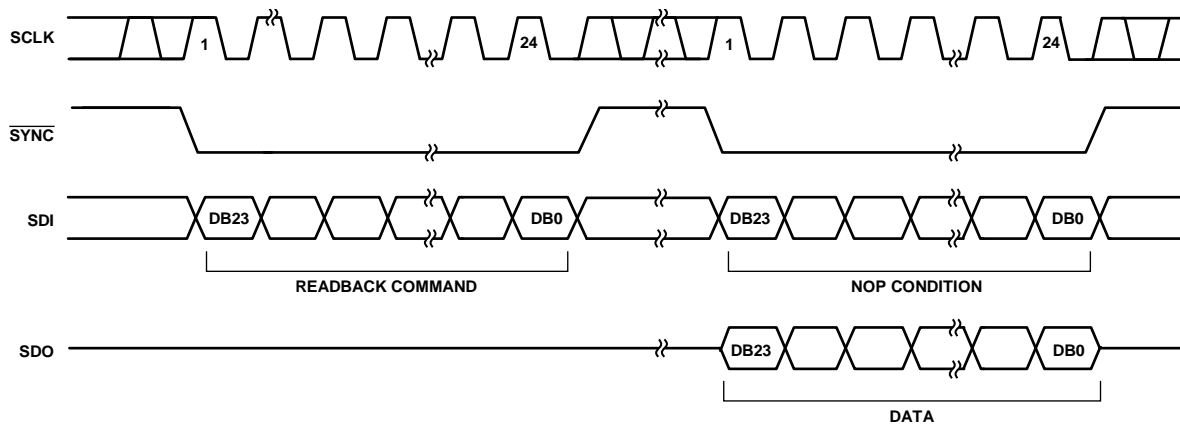 SCLK 1 24 1 24
SYNC
SDI DB23 DB0 DB23 DB0
READBACK COMMAND NOP CONDITION
SDO DB23 DB0
DATA